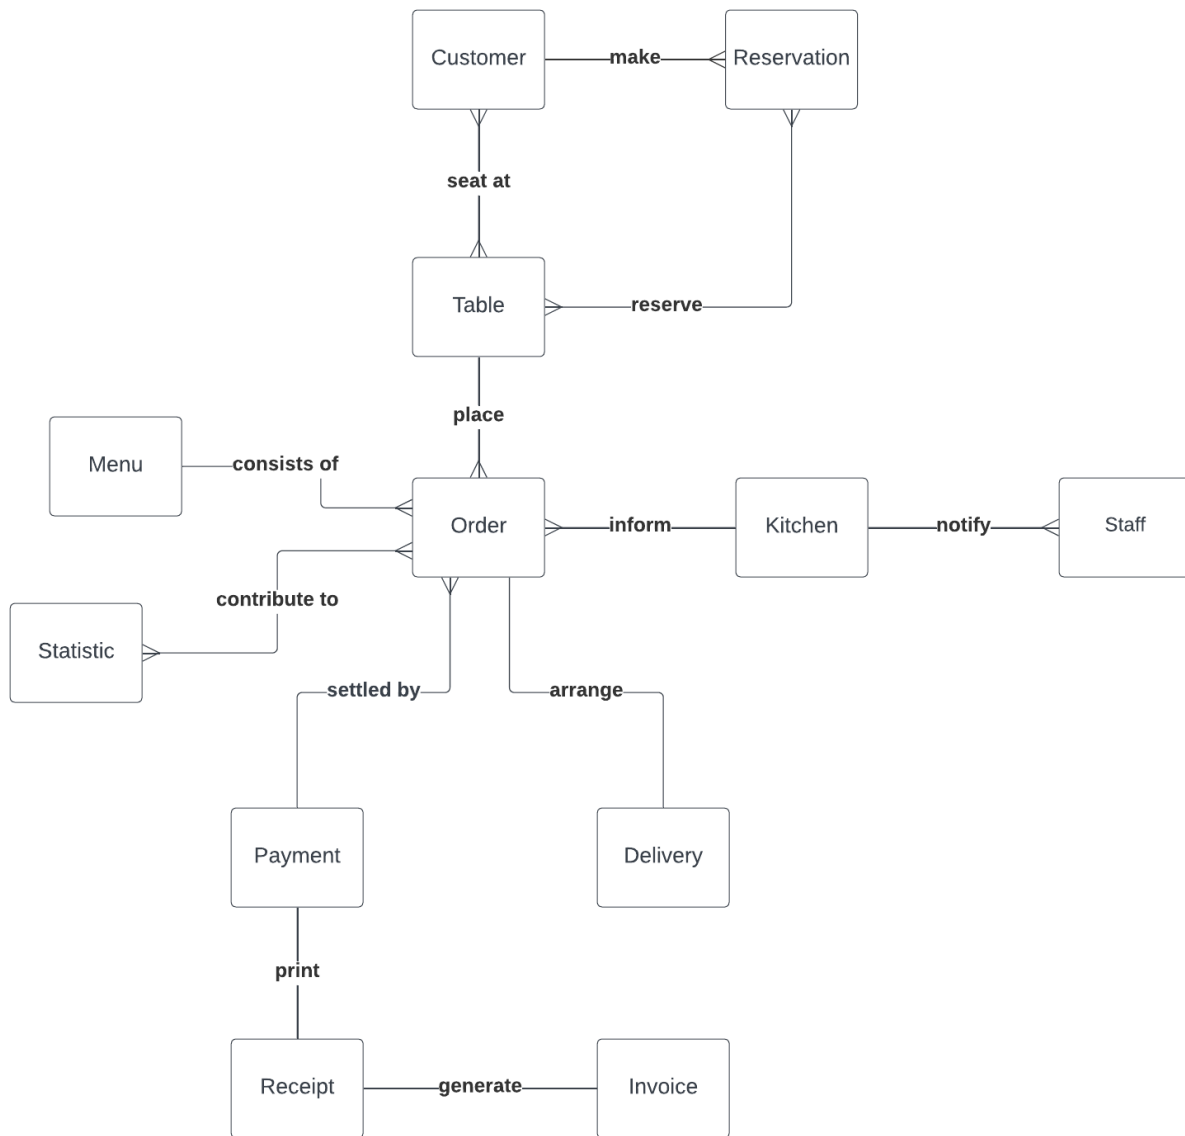 Customer
make
Reservation
seat at
Table
reserve
place
Menu
consists of
Order
inform
Kitchen
notify
Staff
contribute to
Statistic
settled by
arrange
Payment
Delivery
print
Receipt
generate
Invoice